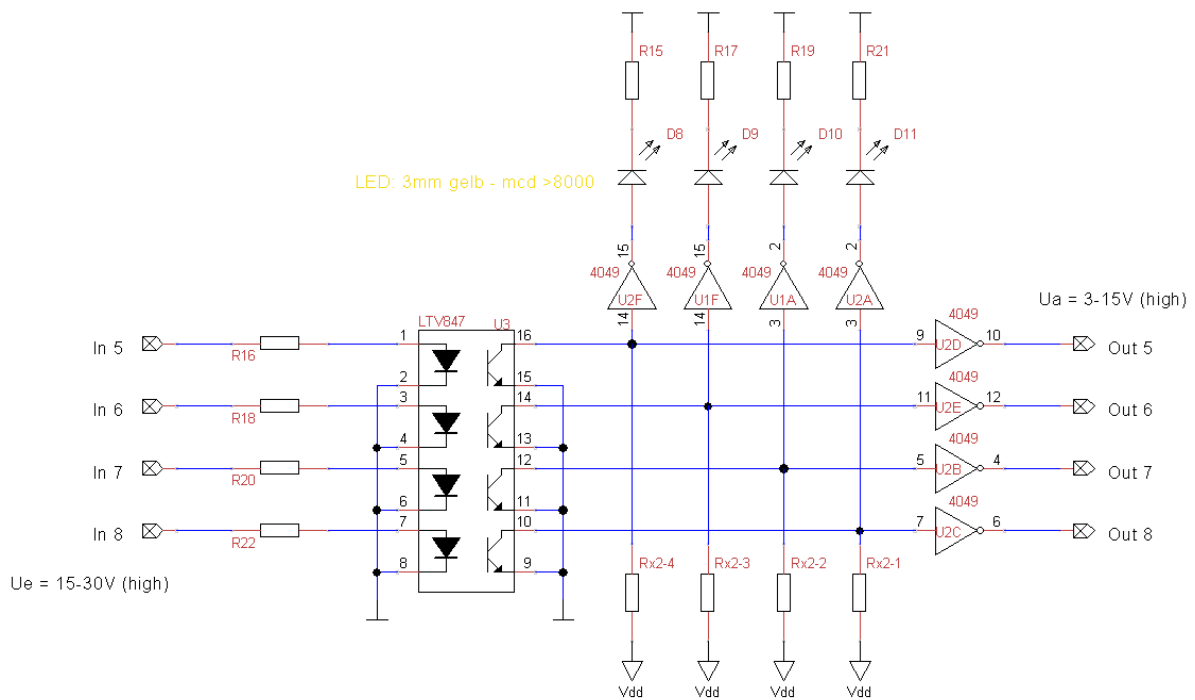 R15 R17 R19 R21
D8 D9 D10 D11
LED: 3mm gelb - mcd >8000
15 15 2 2
4049 4049 4049 4049
U2F U1F U1A U2A
14 14 3 3
Ua = 3-15V (high)
LTV847 U3
4049
In 5 R16 1 16 9 U2D 10 Out 5
2 15
4049
In 6 R18 3 14 11 U2E 12 Out 6
4 13
4049
In 7 R20 5 12 5 U2B 4 Out 7
6 11
4049
In 8 R22 7 10 7 U2C 6 Out 8
8 9
Rx2-4 Rx2-3 Rx2-2 Rx2-1
Ue = 15-30V (high)
Vdd Vdd Vdd Vdd